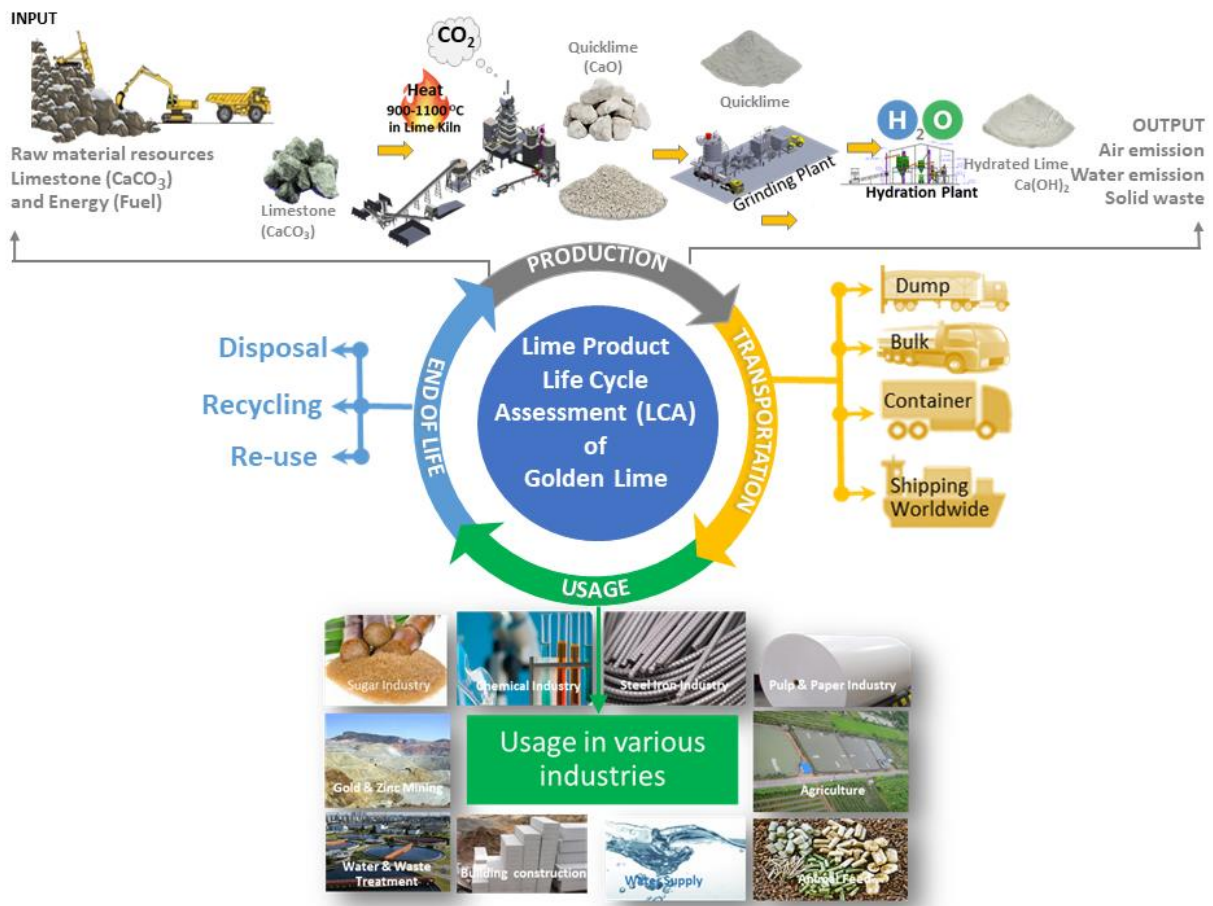 INPUT
CO2
Heat
900-1100 °C
in Lime Kiln
Quicklime
(CaO)
Quicklime
H2O
Raw material resources
Limestone (CaCO3)
and Energy (Fuel)
Limestone
(CaCO3)
Grinding Plant
Hydration Plant
Hydrated Lime
Ca(OH)2
OUTPUT
Air emission
Water emission
Solid waste
PRODUCTION
TRANSPORTATION
USAGE
END OF LIFE
Lime Product
Life Cycle
Assessment (LCA)
of
Golden Lime
Disposal
Recycling
Re-use
Dump
Bulk
Container
Shipping
Worldwide
Sugar Industry
Chemical Industry
Steel Iron Industry
Pulp & Paper Industry
Gold & Zinc Mining
Usage in various
industries
Agriculture
Water & Waste
Treatment
Building construction
Water Supply
Animal Feed